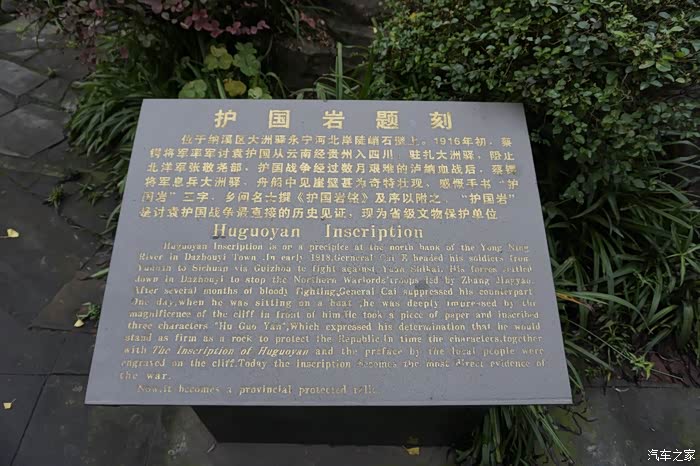 护国岩题刻
位于纳溪区大洲驿永宁河北岸陡峭石壁上。1916年初，蔡
锷将军率军讨袁护国从云南经贵州入四川，驻扎大洲驿，阻止
北洋军张敬尧部，护国战争经过数月艰难的泸纳血战后，蔡锷
将军息兵大洲驿，舟船中见崖壁甚为奇特壮观，感慨手书“护
国岩”三字，乡间名士撰《护国岩铭》及序以附之，“护国岩”
是讨袁护国战争最直接的历史见证，现为省级文物保护单位
Huguoyan Inscription
Huguoyan Inscription is on a precipice at the north bank of the Yong Ning
River in Dazhouyi Town .In early 1918,General Cai E headed his soldiers from
Yunnan to Sichuan via Guizhou to fight against Yuan Shikai. His forces settled
down in Dazhouyi to stop the Northern Warlords'troops led by Zhang Jingyao.
After several months of bloody fighting,General Cai suppressed his counterpart
One day,when he was sitting on a boat ,he was deeply impressed by the
magnificence of the cliff in front of him.He took a piece of paper and inscribed
three characters "Hu Guo Yan",Which expressed his determination that he would
stand as firm as a rock to protect the Republic.In time the characters,together
with The Inscription of Huguoyan and the preface by the local people were
engraved on the cliff.Today the inscription becomes the most direct evidence of
the war.
Now,it becomes a provincial protected relic.
汽车之家